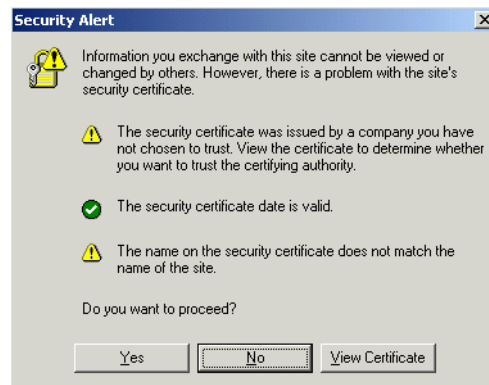 Security Alert
Information you exchange with this site cannot be viewed or
changed by others. However, there is a problem with the site's
security certificate.
The security certificate was issued by a company you have
not chosen to trust. View the certificate to determine whether
you want to trust the certifying authority.
The security certificate date is valid.
The name on the security certificate does not match the
name of the site.
Do you want to proceed?
Yes No View Certificate